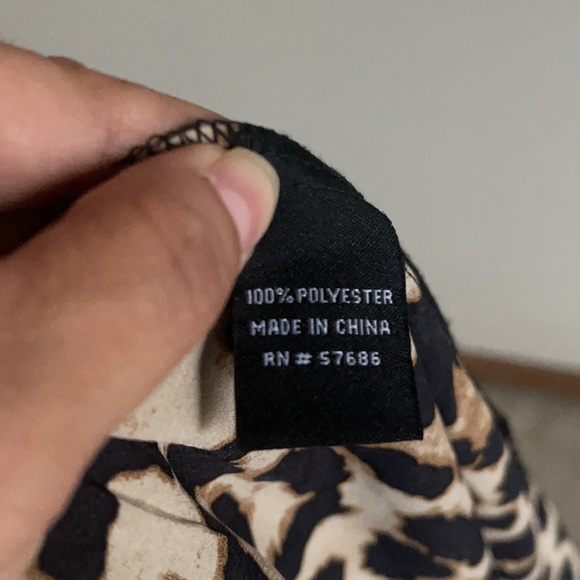 100% POLYESTER
MADE IN CHINA
RN # 57686